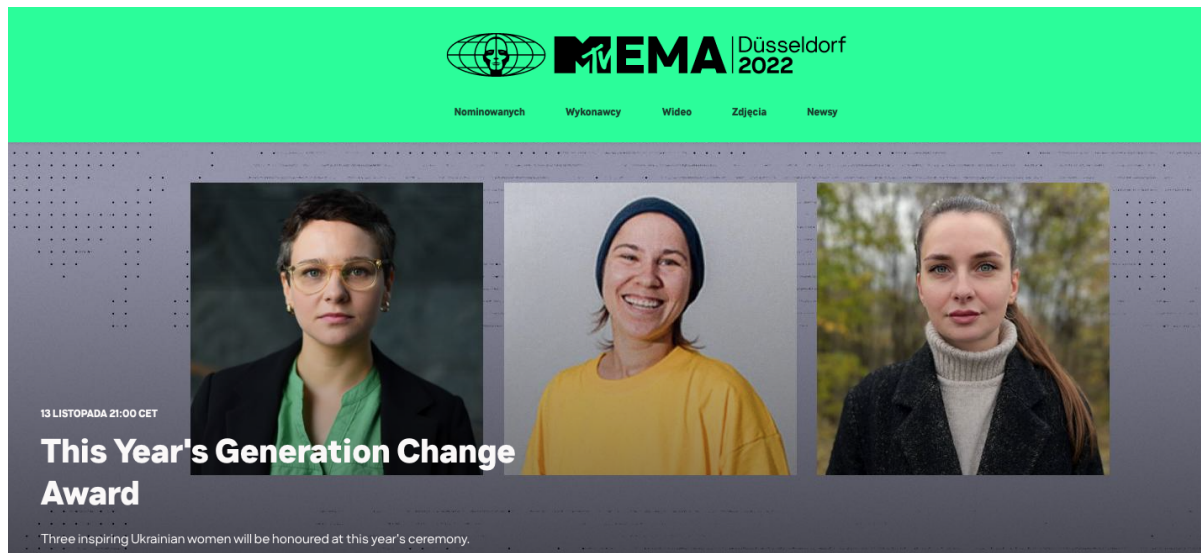 MTV EMA Düsseldorf
2022
Nominowanych Wykonawcy Wideo Zdjęcia Newsy
13 LISTOPADA 21:00 CET
This Year's Generation Change
Award
Three inspiring Ukrainian women will be honoured at this year's ceremony.